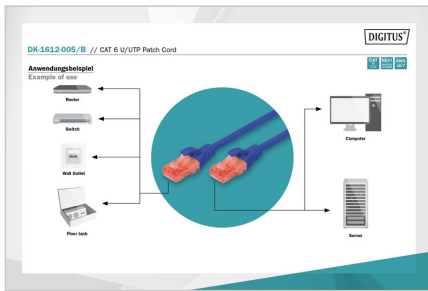 DIGITUS®
DK-1612-005/B // CAT 6 U/UTP Patch Cord
Anwendungsbeispiel
Example of use
Router
Switch
Wall Outlet
Floor tank
Computer
Server